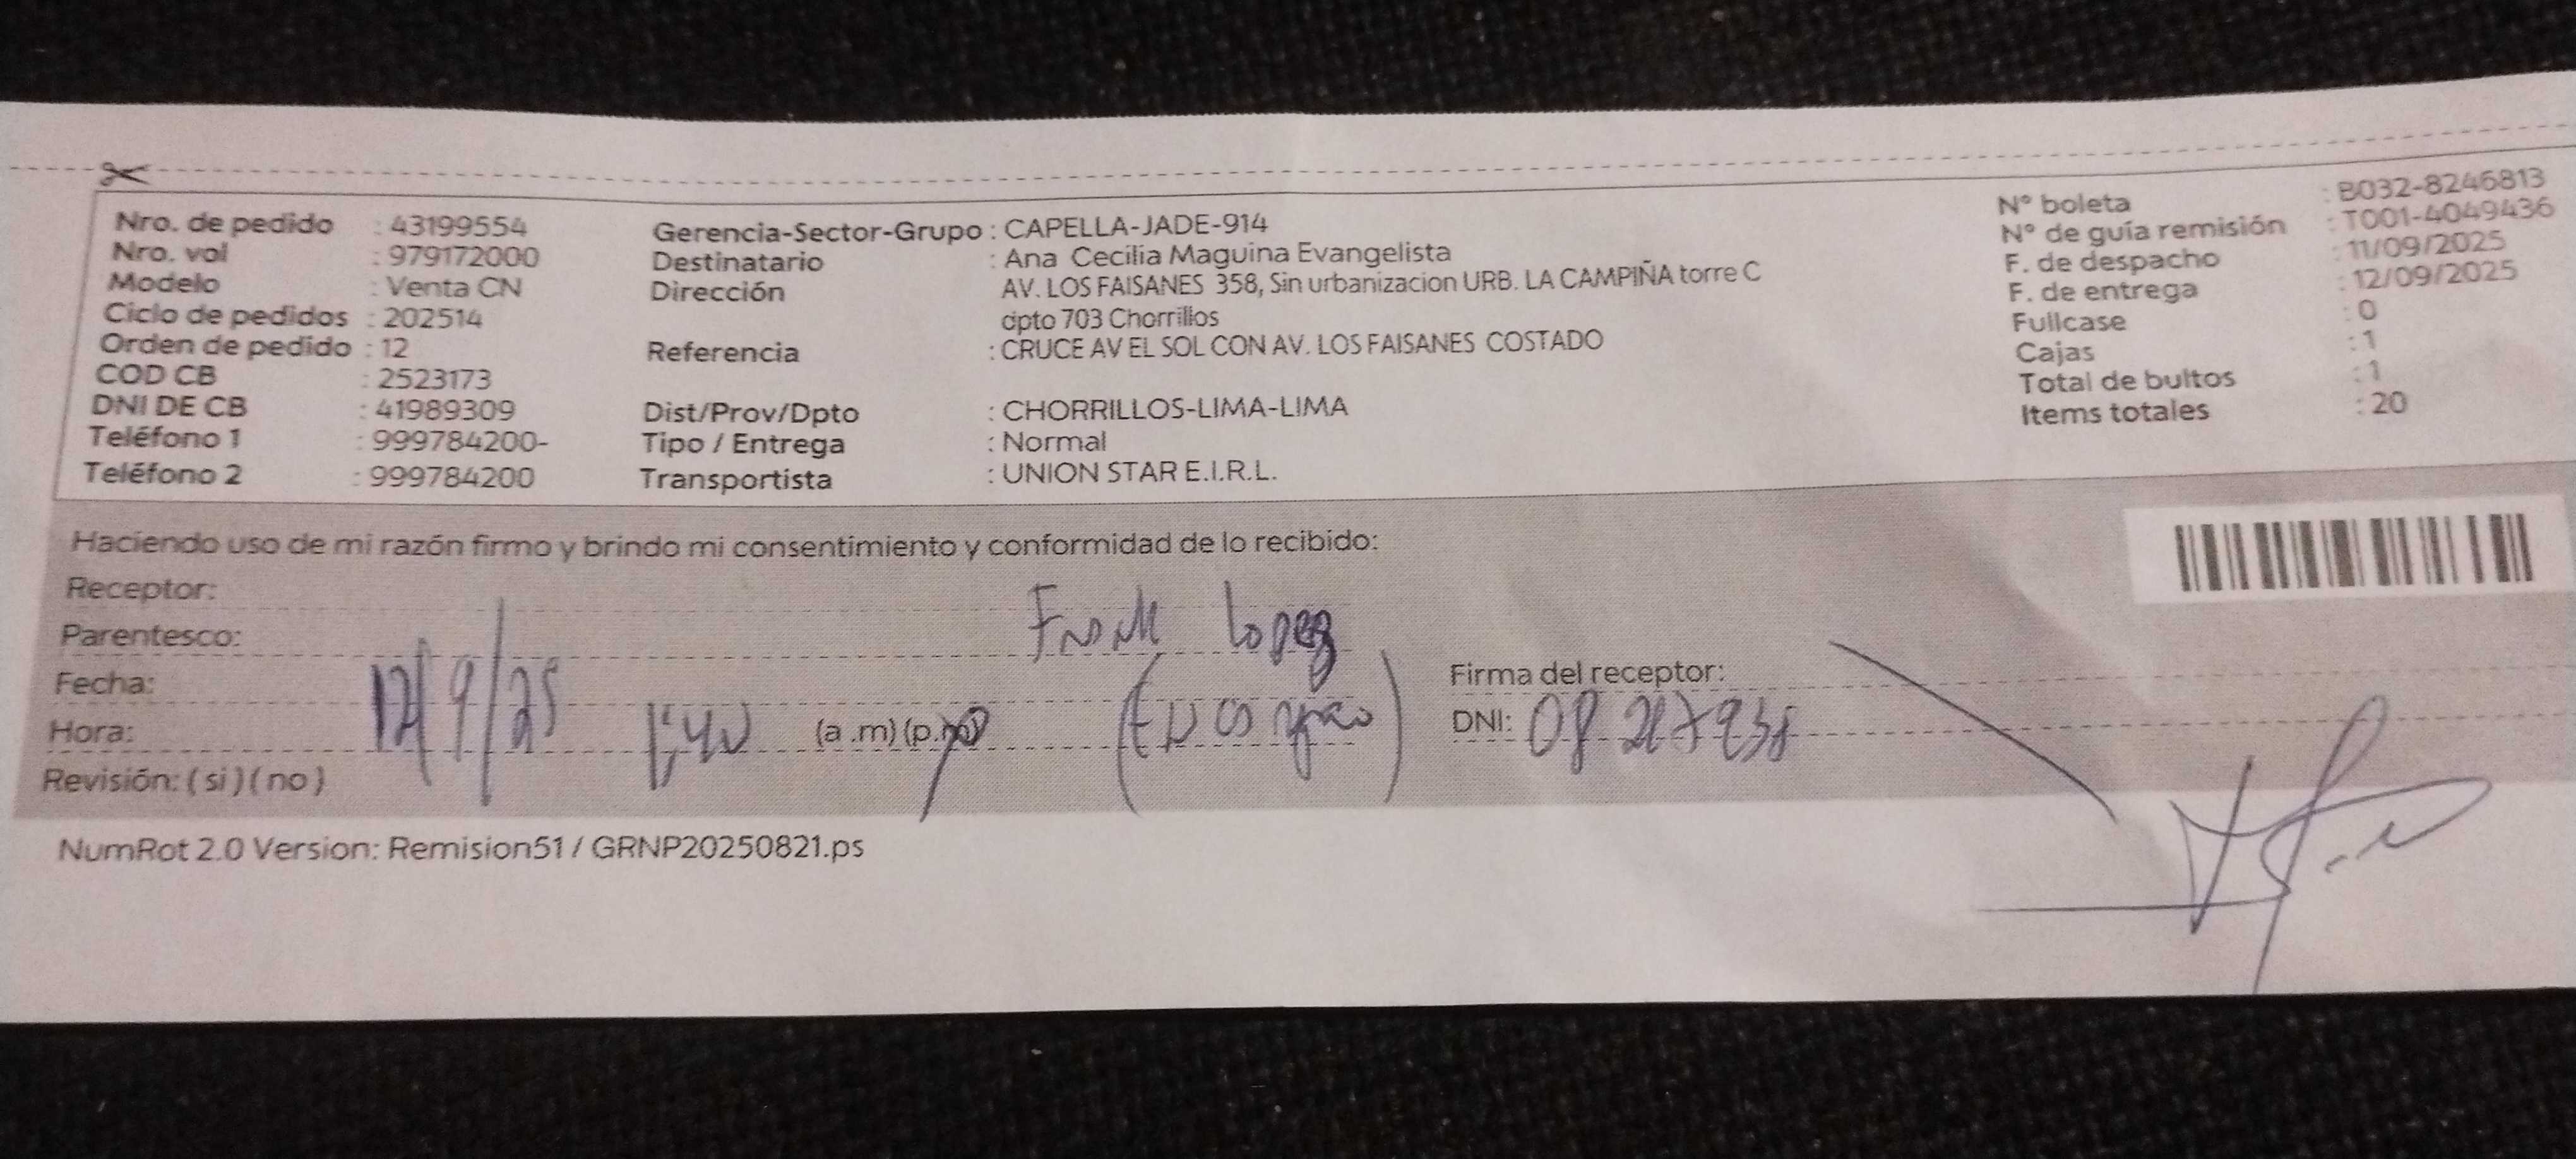 Nro. de pedido : 43199554
Nro. vol : 979172000
Modelo : Venta CN
Ciclo de pedidos : 202514
Orden de pedido : 12
COD CB : 2523173
DNI DE CB : 41989309
Teléfono 1 : 999784200-
Teléfono 2 : 999784200
Gerencia-Sector-Grupo : CAPELLA-JADE-914
Destinatario : Ana Cecilia Maguina Evangelista
Dirección AV. LOS FAISANES 358, Sin urbanizacion URB. LA CAMPIÑA torre C
dpto 703 Chorrillos
Referencia : CRUCE AV EL SOL CON AV. LOS FAISANES COSTADO
Dist/Prov/Dpto : CHORRILLOS-LIMA-LIMA
Tipo / Entrega : Normal
Transportista : UNION STAR E.I.R.L.
N° boleta : B032-8246813
N° de guía remisión : T001-4049436
F. de despacho : 11/09/2025
F. de entrega : 12/09/2025
Fullcase : 0
Cajas : 1
Total de bultos : 1
Items totales : 20
Haciendo uso de mi razón firmo y brindo mi consentimiento y conformidad de lo recibido:
Receptor:
Frank Lopez
Parentesco:
Fecha: 12/9/25
Firma del receptor:
Hora: 1:40 (a .m) (p.m)
DNI:
Revisión: ( si ) ( no )
NumRot 2.0 Version: Remision51 / GRNP20250821.ps